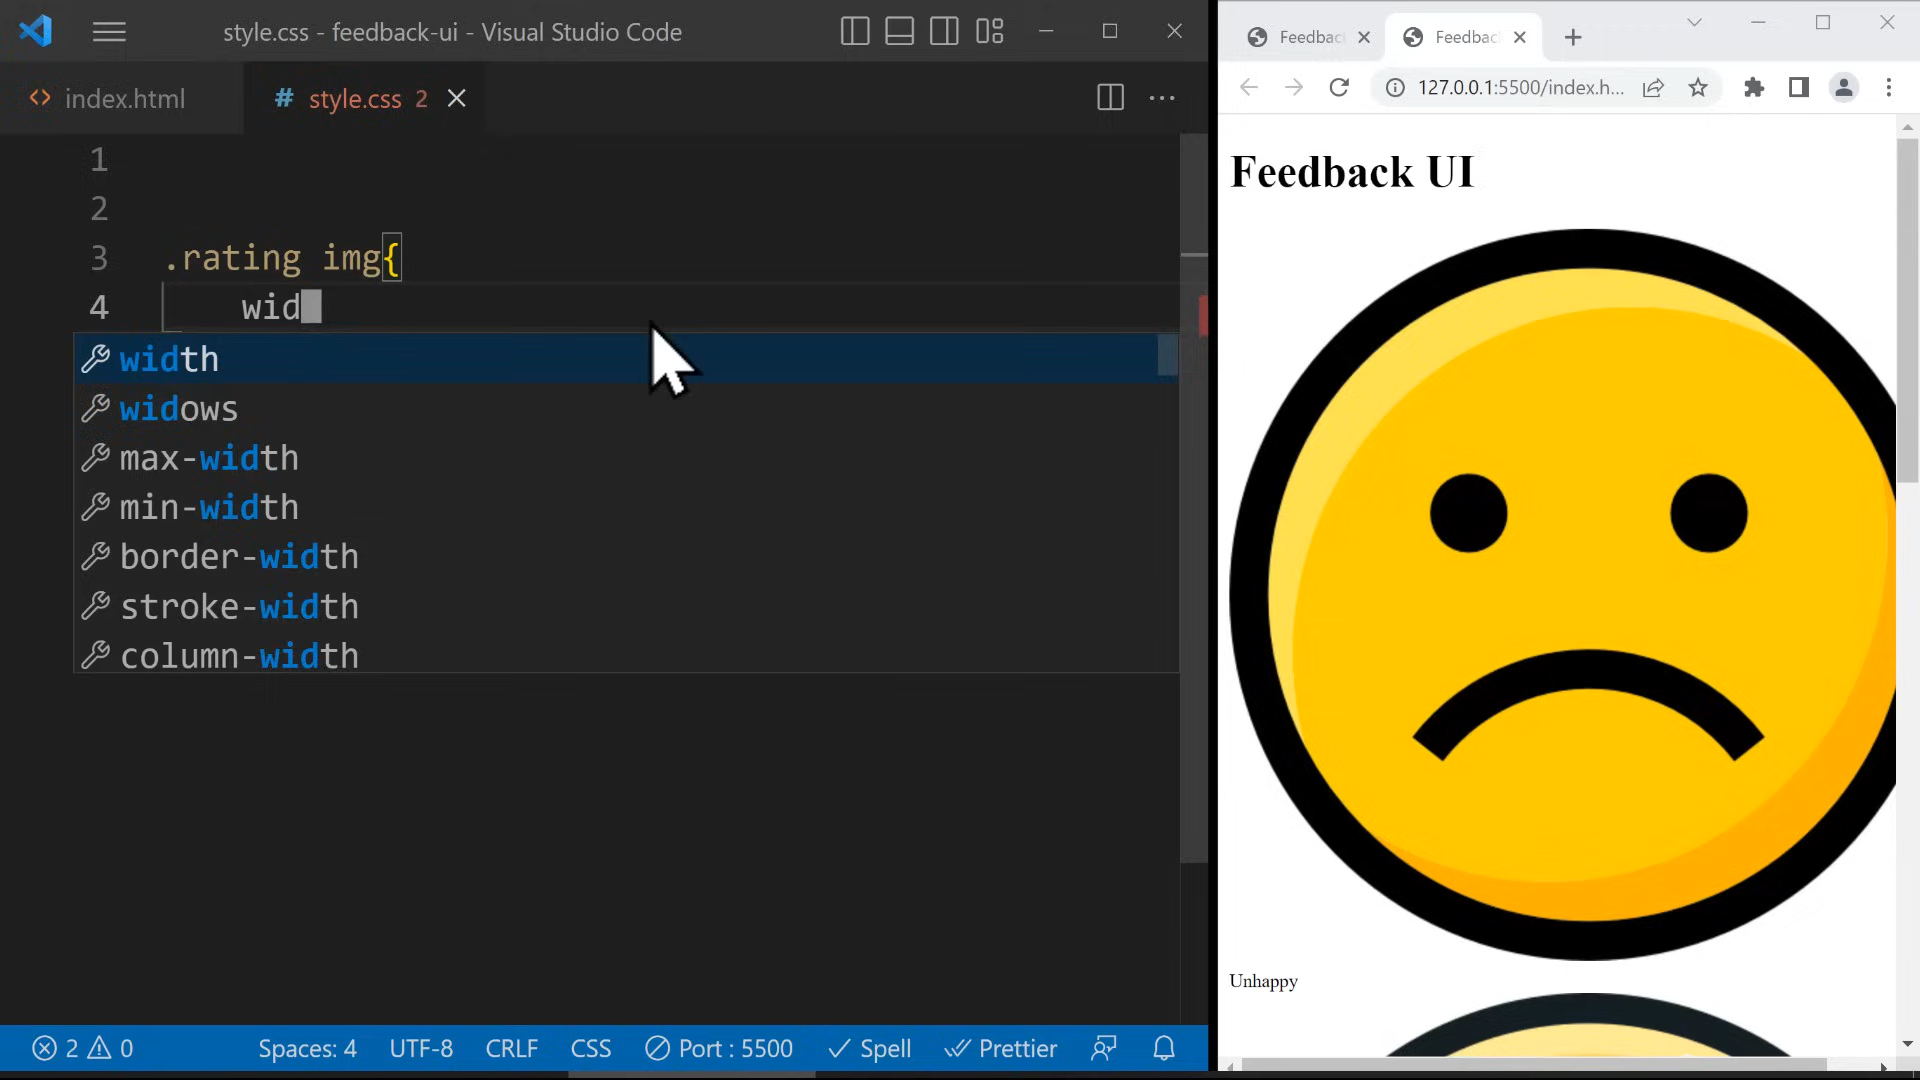 style.css - feedback-ui - Visual Studio Code
index.html
# style.css 2
1
2
3 .rating img{
4 wid
width
widows
max-width
min-width
border-width
stroke-width
column-width
2 0 Spaces: 4 UTF-8 CRLF CSS Port : 5500 Spell Prettier
Feedbac Feedbac
127.0.0.1:5500/index.h...
Feedback UI
Unhappy